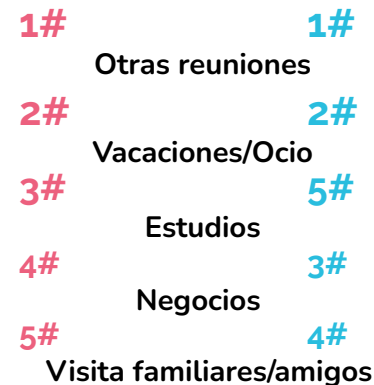 1# 1#
Otras reuniones
2# 2#
Vacaciones/Ocio
3# 5#
Estudios
4# 3#
Negocios
5# 4#
Visita familiares/amigos